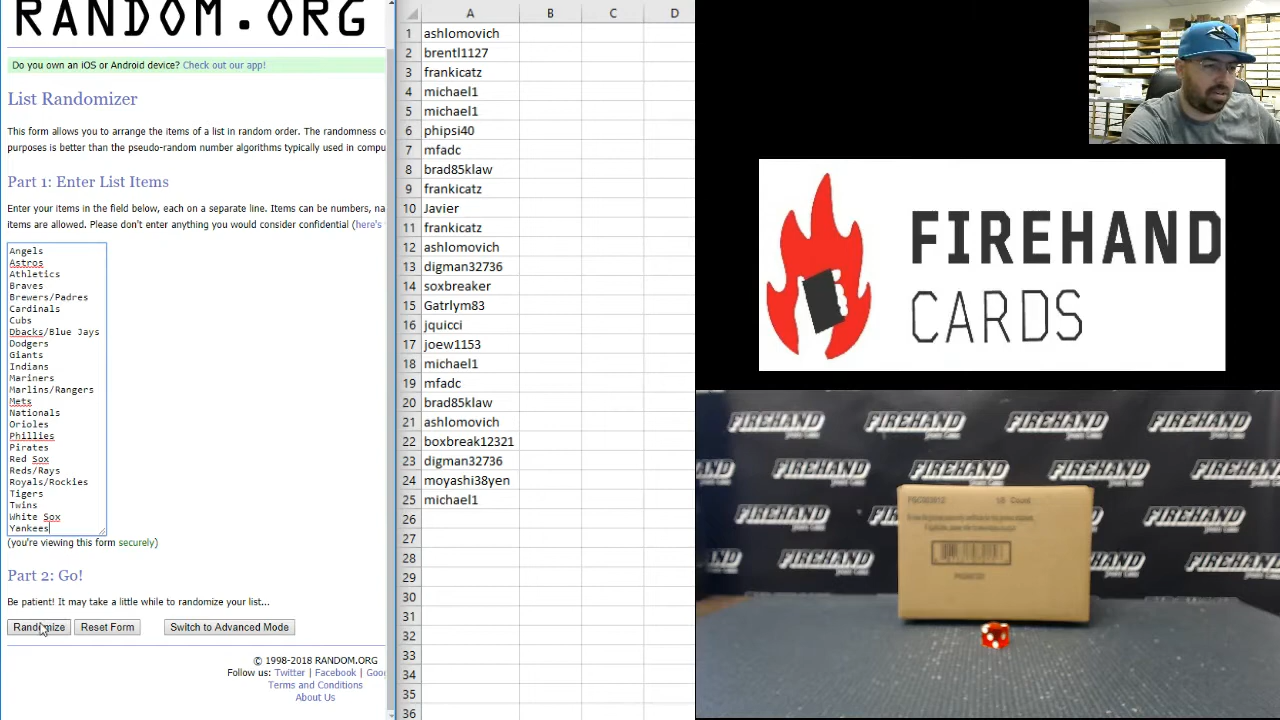 RANDOM.ORG
Do you own an iOS or Android device? Check out our app!
List Randomizer
This form allows you to arrange the items of a list in random order. The randomness c
purposes is better than the pseudo-random number algorithms typically used in compu
Part 1: Enter List Items
Enter your items in the field below, each on a separate line. Items can be numbers, na
items are allowed. Please don't enter anything you would consider confidential (here's
Angels
Astros
Athletics
Braves
Brewers/Padres
Cardinals
Cubs
Dbacks/Blue Jays
Dodgers
Giants
Indians
Mariners
Marlins/Rangers
Mets
Nationals
Orioles
Phillies
Pirates
Red Sox
Reds/Rays
Royals/Rockies
Tigers
Twins
White Sox
Yankees
(you're viewing this form securely)
Part 2: Go!
Be patient! It may take a little while to randomize your list...
Randomize Reset Form Switch to Advanced Mode
© 1998-2018 RANDOM.ORG
Follow us: Twitter | Facebook | Goo
Terms and Conditions
About Us
A B C D
1 ashlomovich
2 brentl1127
3 frankicatz
4 michael1
5 michael1
6 phipsi40
7 mfadc
8 brad85klaw
9 frankicatz
10 Javier
11 frankicatz
12 ashlomovich
13 digman32736
14 soxbreaker
15 Gatrlym83
16 jquicci
17 joew1153
18 michael1
19 mfadc
20 brad85klaw
21 ashlomovich
22 boxbreak12321
23 digman32736
24 moyashi38yen
25 michael1
26
27
28
29
30
31
32
33
34
35
36
FIREHAND
CARDS
FIREHAND FIREHAND FIREHAND FIREHAND
FIREHAND FIREHAND
FIREHAND FIREHAND
Count